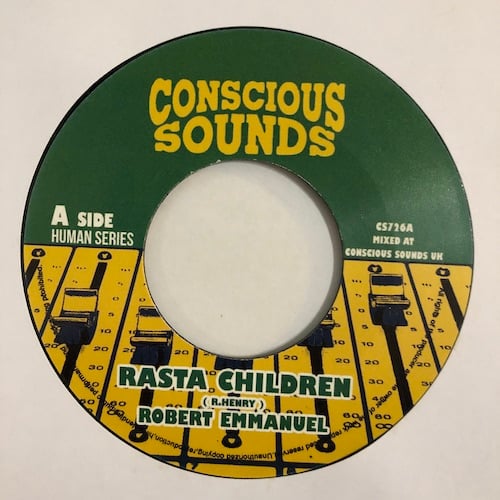 CONSCIOUS
SOUNDS
A SIDE
HUMAN SERIES
CS726A
MIXED AT
CONSCIOUS SOUNDS UK
RASTA CHILDREN
(R.HENRY)
ROBERT EMMANUEL